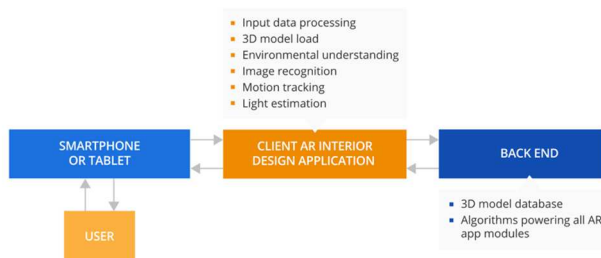 Input data processing
3D model load
Environmental understanding
Image recognition
Motion tracking
Light estimation
SMARTPHONE
OR TABLET
CLIENT AR INTERIOR
DESIGN APPLICATION
BACK END
USER
3D model database
Algorithms powering all AR
app modules